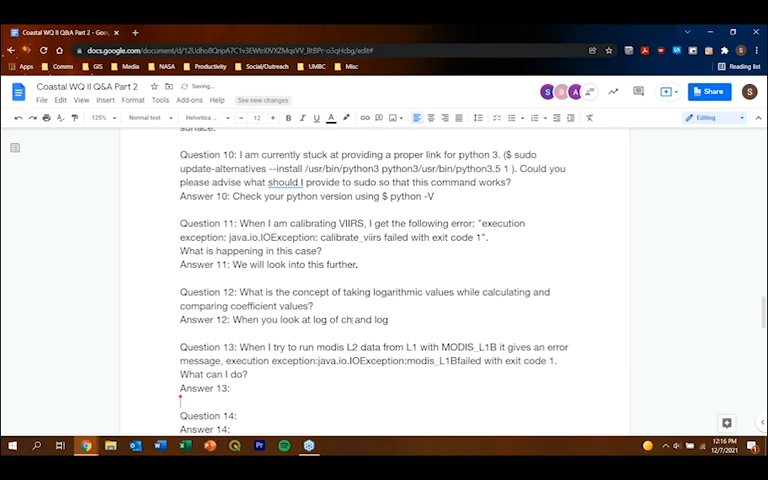 Coastal WQ II Q&A Part 2 - Goo
docs.google.com/document/d/
Apps Comms GIS Media NASA Productivity Social/Outreach UMBC Misc Reading list
Coastal WQ II Q&A Part 2 Saving...
File Edit View Insert Format Tools Add-ons Help See new changes
Share
S
125% Normal text Helvetica ... 12 B I U A Editing
surface.
Question 10: I am currently stuck at providing a proper link for python 3. ($ sudo
update-alternatives --install /usr/bin/python3 python3/usr/bin/python3.5 1 ). Could you
please advise what should I provide to sudo so that this command works?
Answer 10: Check your python version using $ python -V
Question 11: When I am calibrating VIIRS, I get the following error: "execution
exception: java.io.IOException: calibrate_viirs failed with exit code 1".
What is happening in this case?
Answer 11: We will look into this further.
Question 12: What is the concept of taking logarithmic values while calculating and
comparing coefficient values?
Answer 12: When you look at log of ch and log
Question 13: When I try to run modis L2 data from L1 with MODIS_L1B it gives an error
message, execution exception:java.io.IOException:modis_L1Bfailed with exit code 1.
What can I do?
Answer 13:
Question 14:
Answer 14:
12:16 PM
12/7/2021